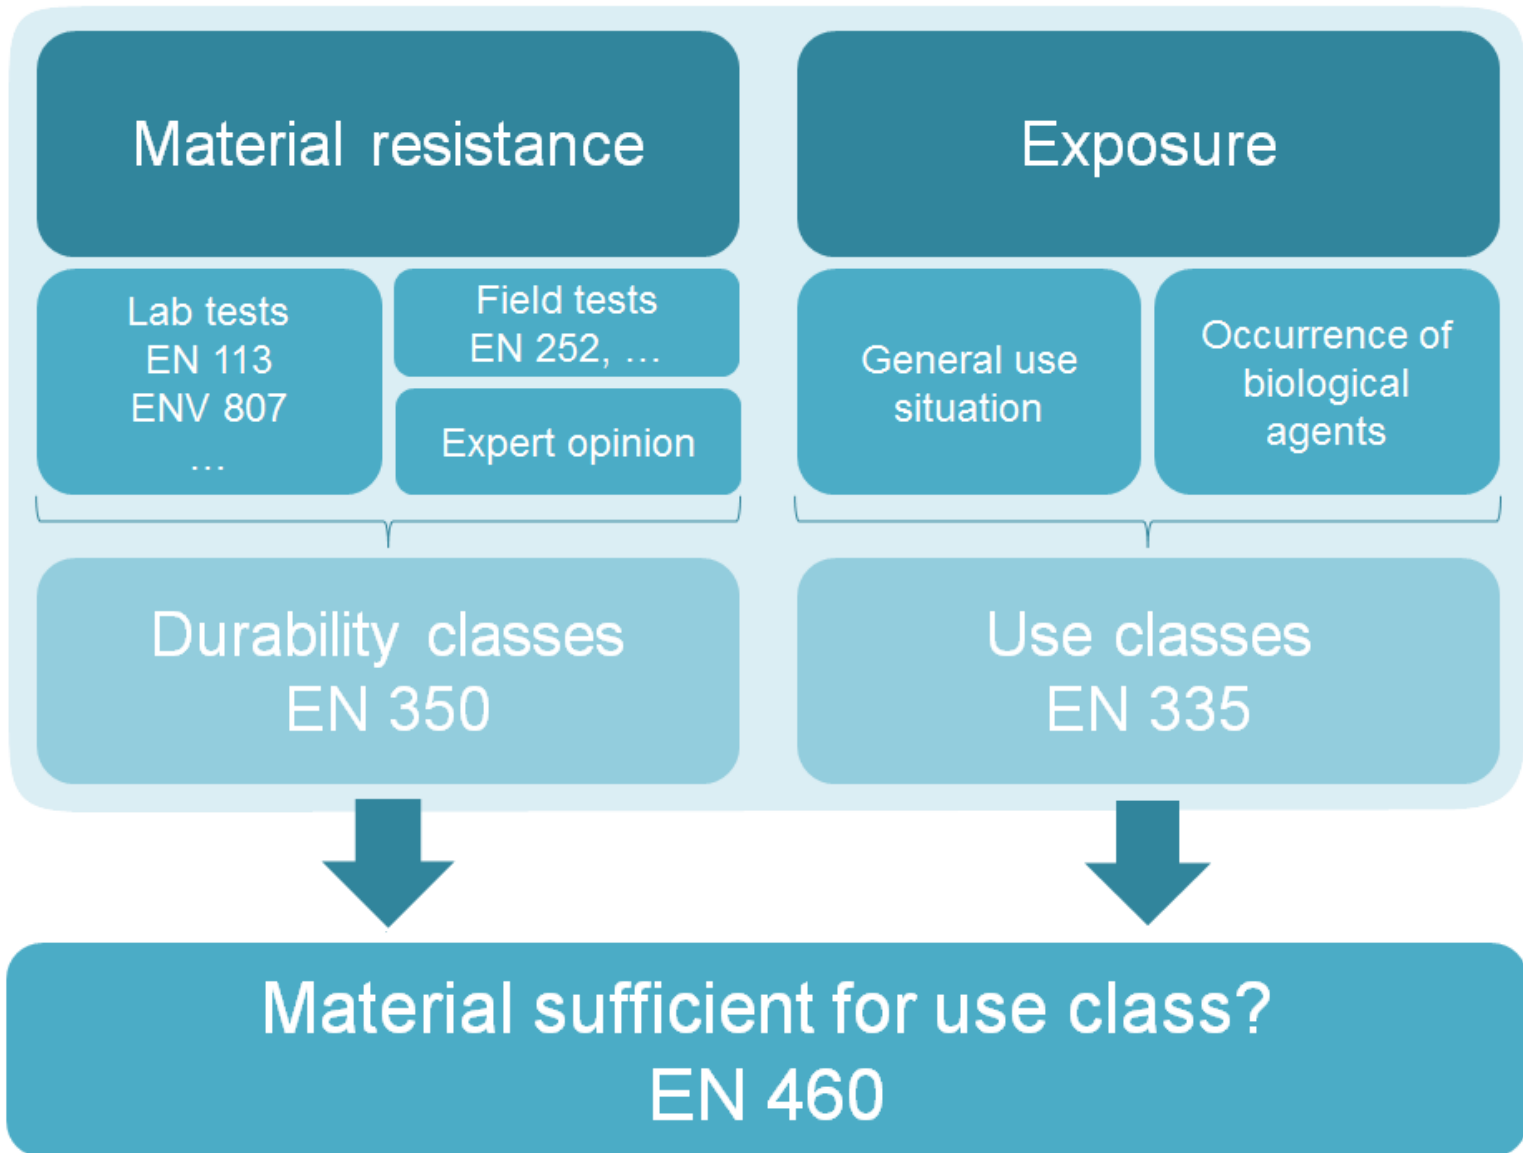 Material resistance
Exposure
Lab tests
EN 113
ENV 807
...
Field tests
EN 252, ...
Expert opinion
General use
situation
Occurrence of
biological
agents
Durability classes
EN 350
Use classes
EN 335
Material sufficient for use class?
EN 460